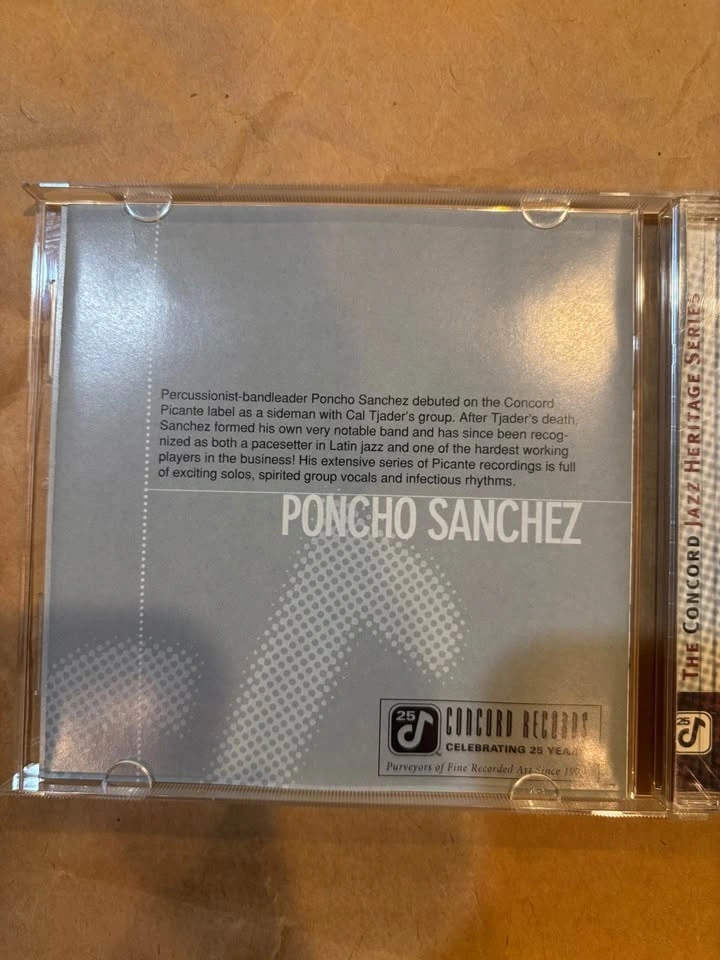 Percussionist-bandleader Poncho Sanchez debuted on the Concord
Picante label as a sideman with Cal Tjader's group. After Tjader's death,
Sanchez formed his own very notable band and has since been recog-
nized as both a pacesetter in Latin jazz and one of the hardest working
players in the business! His extensive series of Picante recordings is full
of exciting solos, spirited group vocals and infectious rhythms.
PONCHO SANCHEZ
25
CONCORD RECORDS
CELEBRATING 25 YEARS
Purveyors of Fine Recorded Art Since
THE CONCORD JAZZ HERITAGE SERIES
25